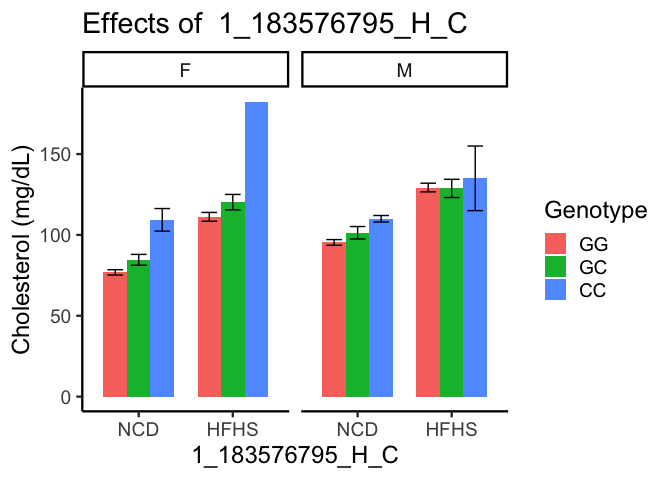 Effects of  1_183576795_H_C
F
M
Cholesterol (mg/dL)
150
100
50
0
NCD
HFHS
NCD
HFHS
1_183576795_H_C
Genotype
GG
GC
CC